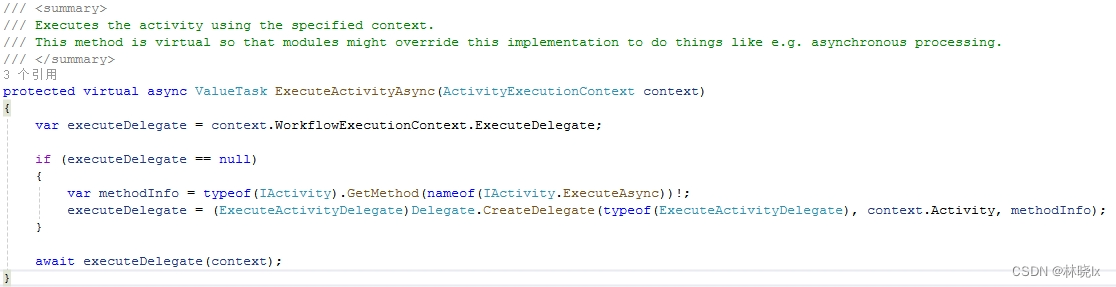 /// <summary>
/// Executes the activity using the specified context.
/// This method is virtual so that modules might override this implementation to do things like e.g. asynchronous processing.
/// </summary>
3 个引用
protected virtual async ValueTask ExecuteActivityAsync(ActivityExecutionContext context)
{
    var executeDelegate = context.WorkflowExecutionContext.ExecuteDelegate;

    if (executeDelegate == null)
    {
        var methodInfo = typeof(IActivity).GetMethod(nameof(IActivity.ExecuteAsync))!;
        executeDelegate = (ExecuteActivityDelegate)Delegate.CreateDelegate(typeof(ExecuteActivityDelegate), context.Activity, methodInfo);
    }

    await executeDelegate(context);
}
CSDN @林晓lx